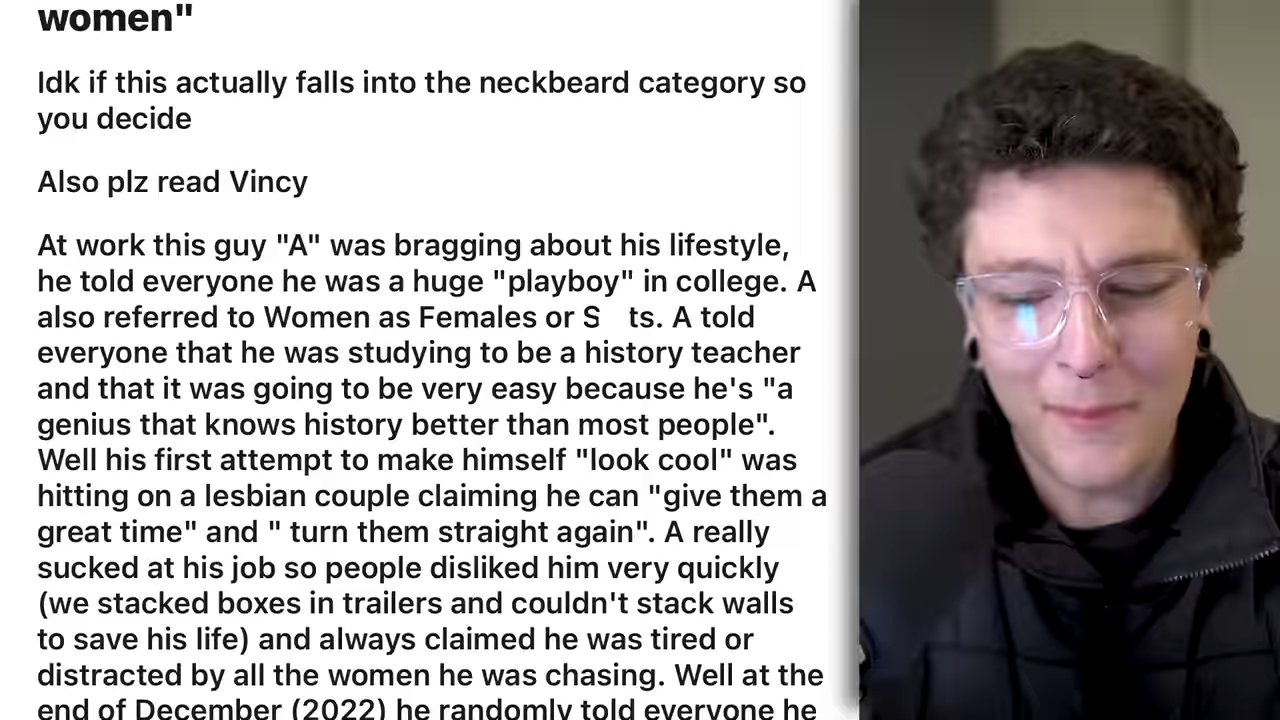 women"
Idk if this actually falls into the neckbeard category so
you decide
Also plz read Vincy
At work this guy "A" was bragging about his lifestyle,
he told everyone he was a huge "playboy" in college. A
also referred to Women as Females or S ts. A told
everyone that he was studying to be a history teacher
and that it was going to be very easy because he's "a
genius that knows history better than most people".
Well his first attempt to make himself "look cool" was
hitting on a lesbian couple claiming he can "give them a
great time" and " turn them straight again". A really
sucked at his job so people disliked him very quickly
(we stacked boxes in trailers and couldn't stack walls
to save his life) and always claimed he was tired or
distracted by all the women he was chasing. Well at the
end of December (2022) he randomly told everyone he